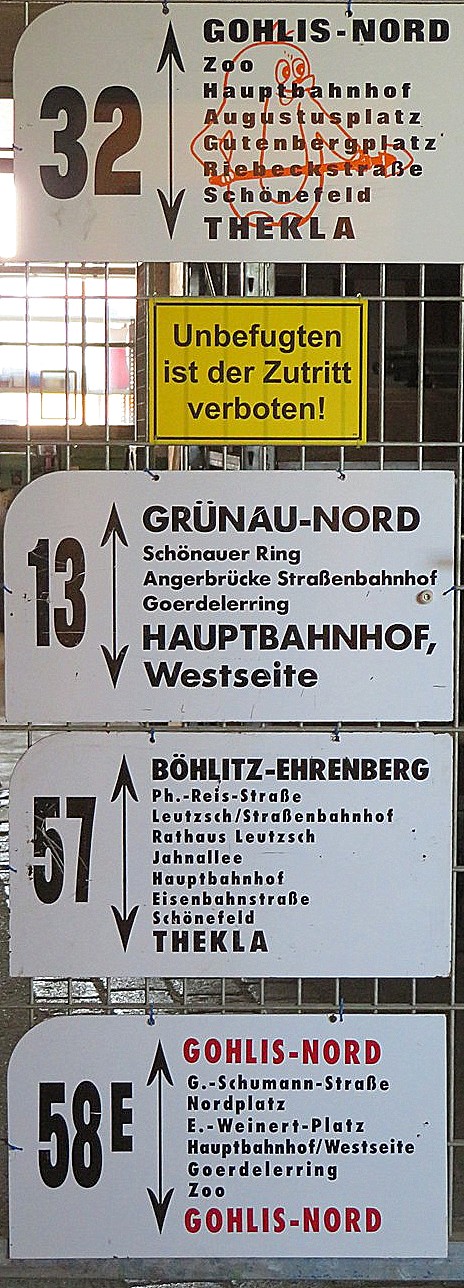 32
GOHLIS-NORD
Zoo
Hauptbahnhof
Augustusplatz
Gutenbergplatz
Riebeckstraße
Schönefeld
THEKLA
Unbefugten
ist der Zutritt
verboten!
13
GRÜNAU-NORD
Schönauer Ring
Angerbrücke Straßenbahnhof
Goerdelerring
HAUPTBAHNHOF,
Westseite
57
BÖHLITZ-EHRENBERG
Ph.-Reis-Straße
Leutzsch/Straßenbahnhof
Rathaus Leutzsch
Jahnallee
Hauptbahnhof
Eisenbahnstraße
Schönefeld
THEKLA
58E
GOHLIS-NORD
G.-Schumann-Straße
Nordplatz
E.-Weinert-Platz
Hauptbahnhof/Westseite
Goerdelerring
Zoo
GOHLIS-NORD